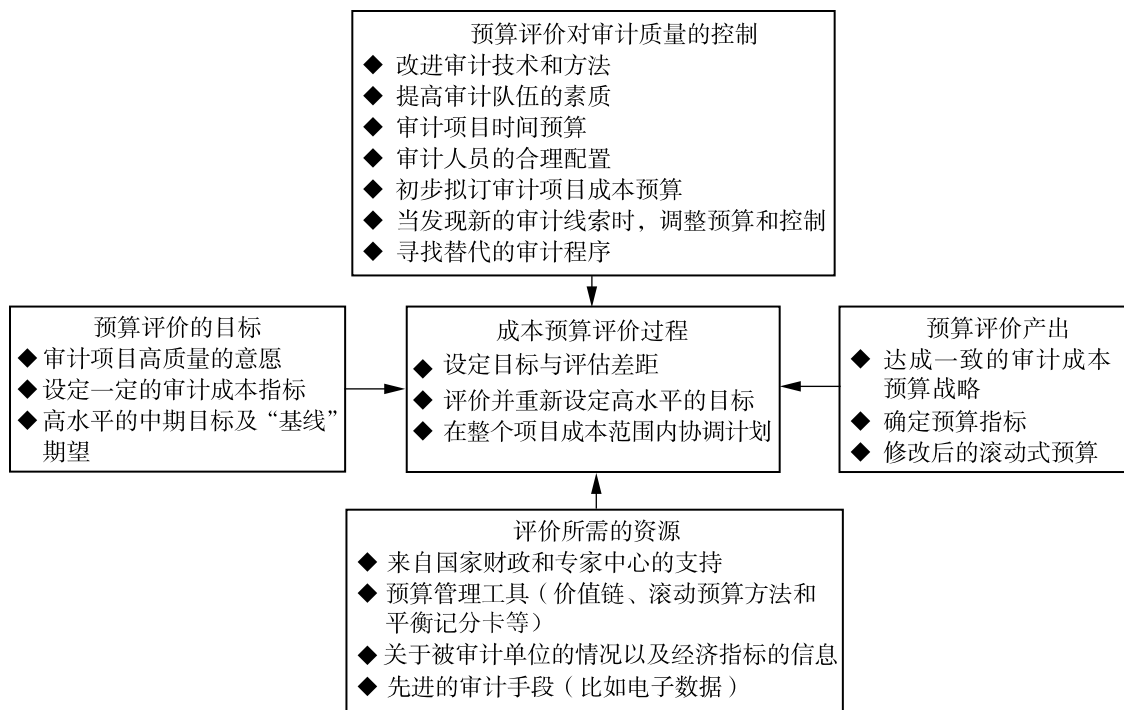 预算评价对审计质量的控制
◆ 改进审计技术和方法
◆ 提高审计队伍的素质
◆ 审计项目时间预算
◆ 审计人员的合理配置
◆ 初步拟订审计项目成本预算
◆ 当发现新的审计线索时，调整预算和控制
◆ 寻找替代的审计程序
预算评价的目标
◆ 审计项目高质量的意愿
◆ 设定一定的审计成本指标
◆ 高水平的中期目标及“基线”
期望
成本预算评价过程
◆ 设定目标与评估差距
◆ 评价并重新设定高水平的目标
◆ 在整个项目成本范围内协调计划
预算评价产出
◆ 达成一致的审计成本
预算战略
◆ 确定预算指标
◆ 修改后的滚动式预算
评价所需的资源
◆ 来自国家财政和专家中心的支持
◆ 预算管理工具（价值链、滚动预算方法和
平衡记分卡等）
◆ 关于被审计单位的情况以及经济指标的信息
◆ 先进的审计手段（比如电子数据）